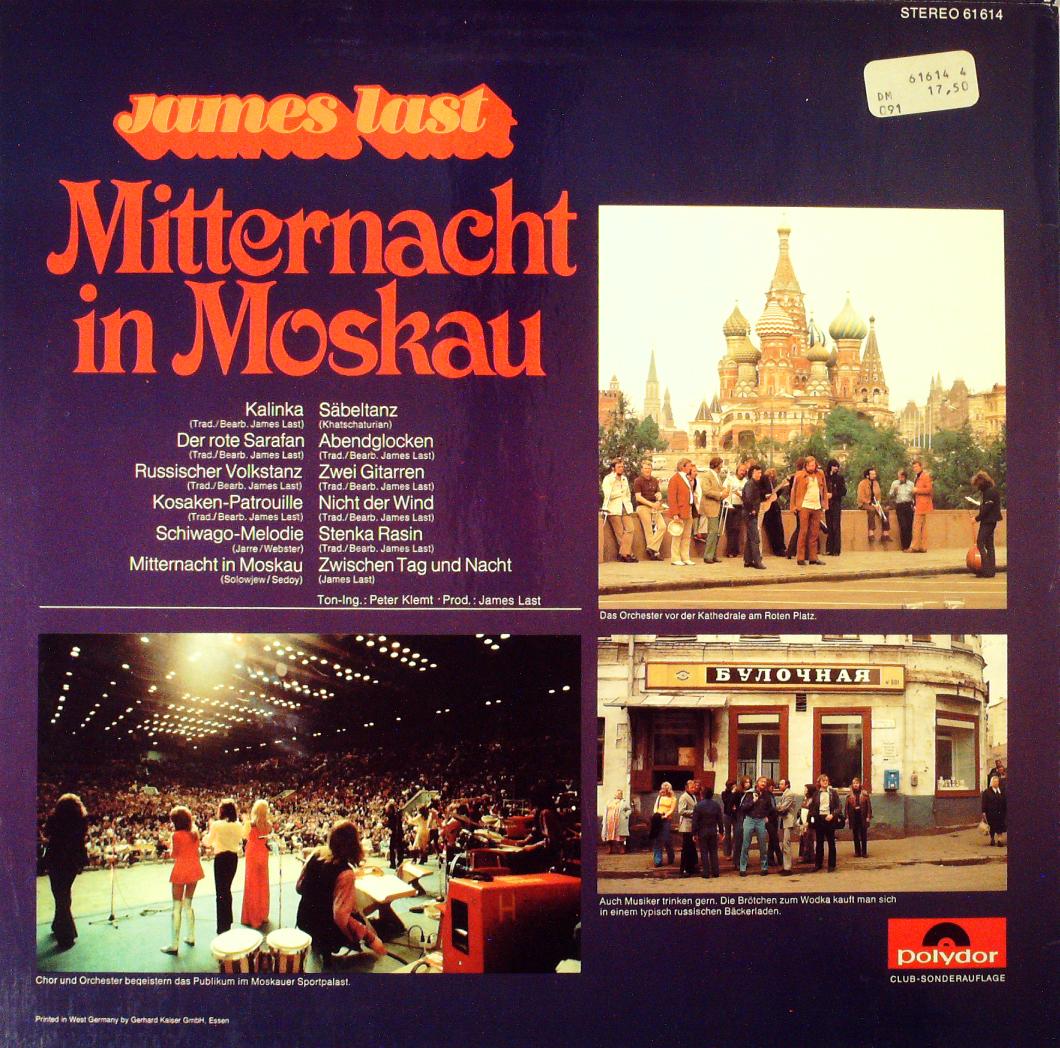 STEREO 61 614
61614 4
DM 17,50
091
james last
Mitternacht
in Moskau
Kalinka
(Trad./Bearb. James Last)
Der rote Sarafan
(Trad./Bearb. James Last)
Russischer Volkstanz
(Trad./Bearb. James Last)
Kosaken-Patrouille
(Trad./Bearb. James Last)
Schiwago-Melodie
(Jarre/Webster)
Mitternacht in Moskau
(Solowjew/Sedoy)
Säbeltanz
(Khatschaturian)
Abendglocken
(Trad./Bearb. James Last)
Zwei Gitarren
(Trad./Bearb. James Last)
Nicht der Wind
(Trad./Bearb. James Last)
Stenka Rasin
(Trad./Bearb. James Last)
Zwischen Tag und Nacht
(James Last)
Ton-Ing.: Peter Klemt · Prod.: James Last
Das Orchester vor der Kathedrale am Roten Platz.
БУЛОЧНАЯ
H
Auch Musiker trinken gern. Die Brötchen zum Wodka kauft man sich
in einem typisch russischen Bäckerladen.
polydor
CLUB-SONDERAUFLAGE
Chor und Orchester begeistern das Publikum im Moskauer Sportpalast.
Printed in West Germany by Gerhard Kaiser GmbH, Essen